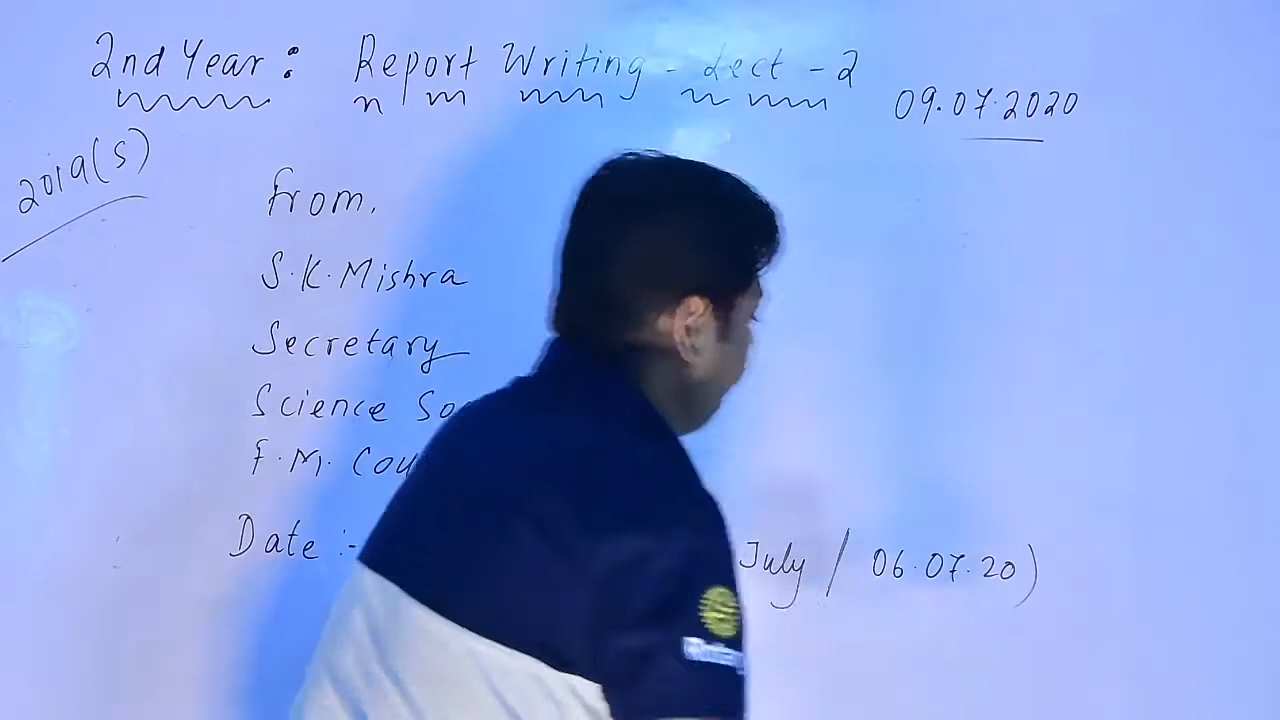 2nd Year : Report Writing - Lect - 2
09.07.2020
2019(S)
From,
S.K. Mishra
Secretary
Science
F.M.
Date :- July / 06.07.20)